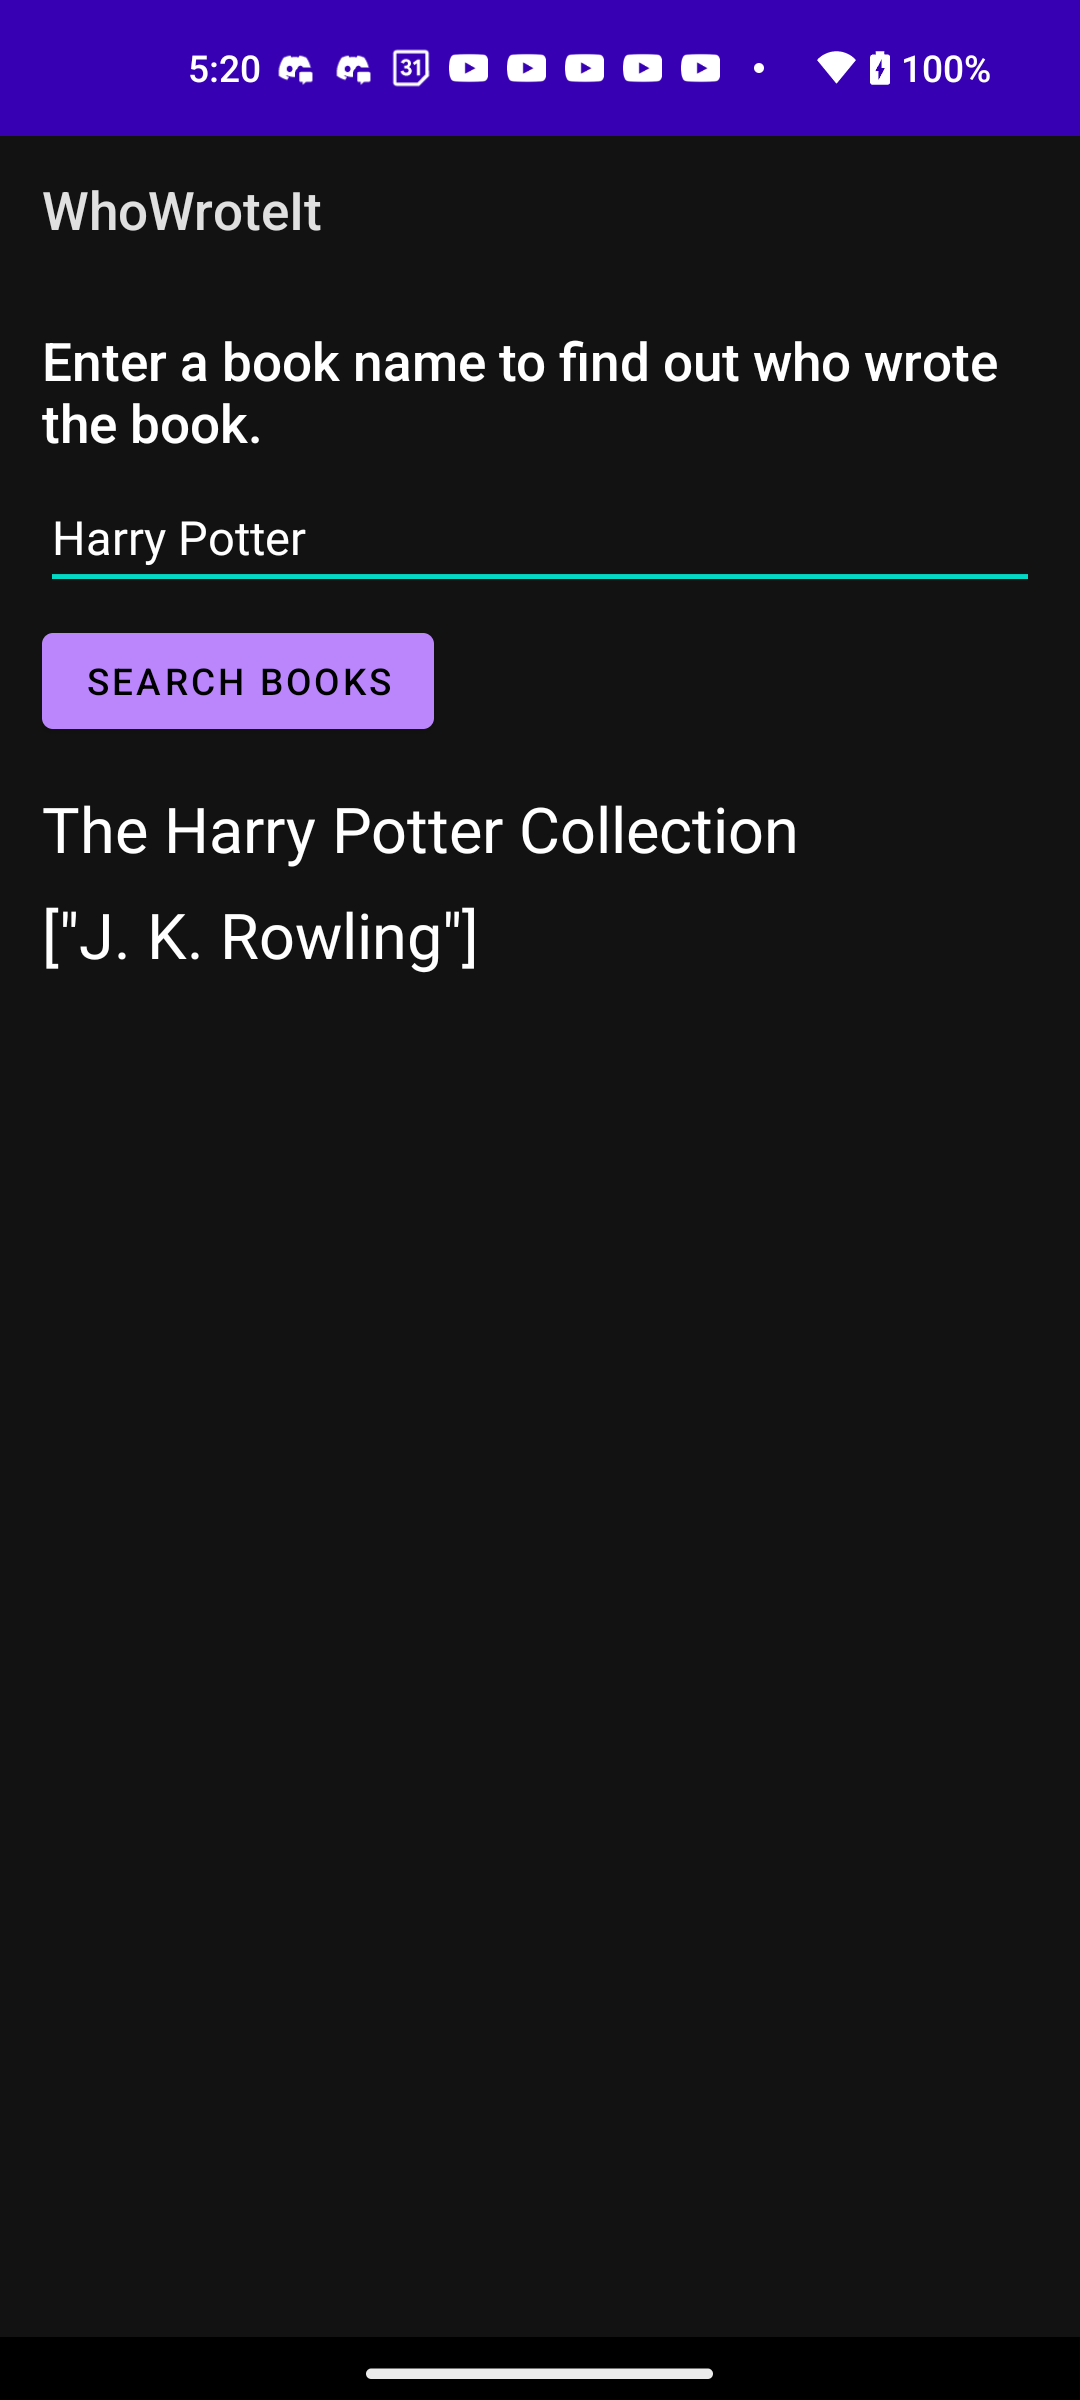 5:20 31 100%
WhoWroteIt
Enter a book name to find out who wrote
the book.
Harry Potter
SEARCH BOOKS
The Harry Potter Collection
["J. K. Rowling"]